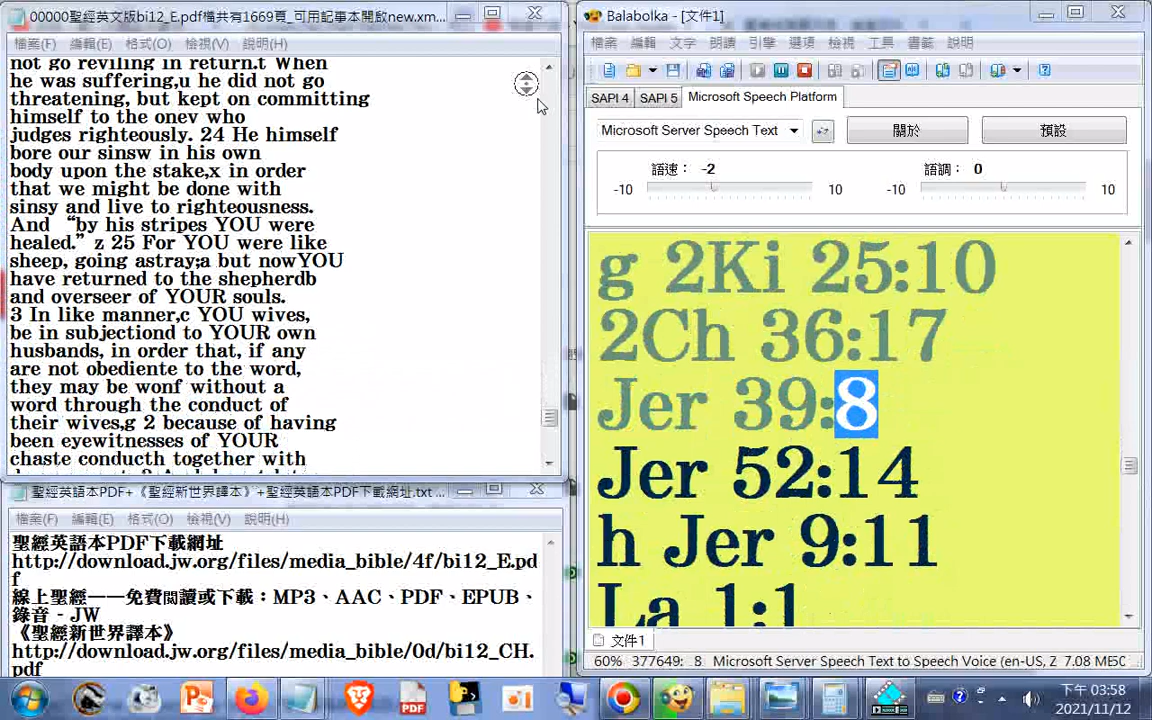 00000聖經英文版bi12_E.pdf檔共有1669頁_可用記事本開啟new.xm...
檔案(F) 編輯(E) 格式(O) 檢視(V) 說明(H)
not go reviling in return.t When
he was suffering,u he did not go
threatening, but kept on committing
himself to the onev who
judges righteously. 24 He himself
bore our sinsw in his own
body upon the stake,x in order
that we might be done with
sinsy and live to righteousness.
And “by his stripes YOU were
healed.” z 25 For YOU were like
sheep, going astray;a but nowYOU
have returned to the shepherdb
and overseer of YOUR souls.
3 In like manner,c YOU wives,
be in subjectiond to YOUR own
husbands, in order that, if any
are not obediente to the word,
they may be wonf without a
word through the conduct of
their wives,g 2 because of having
been eyewitnesses of YOUR
chaste conducth together with
聖經英語本PDF+《聖經新世界譯本》+聖經英語本PDF下載網址.txt ...
檔案(F) 編輯(E) 格式(O) 檢視(V) 說明(H)
聖經英語本PDF下載網址
http://download.jw.org/files/media_bible/4f/bi12_E.pd
f
線上聖經——免費閱讀或下載：MP3、AAC、PDF、EPUB、
錄音 - JW
《聖經新世界譯本》
http://download.jw.org/files/media_bible/0d/bi12_CH.
pdf
Balabolka - [文件1]
檔案 編輯 文字 朗讀 引擎 選項 檢視 工具 書籤 說明
SAPI 4 SAPI 5 Microsoft Speech Platform
Microsoft Server Speech Text 關於 預設
語速： -2 語調： 0
-10 10 -10 10
g 2Ki 25:10
2Ch 36:17
Jer 39:8
Jer 52:14
h Jer 9:11
La 1:1
文件1
60% 377649: 8 Microsoft Server Speech Text to Speech Voice (en-US, Z 7.08 ME50
PDF
下午 03:58
2021/11/12